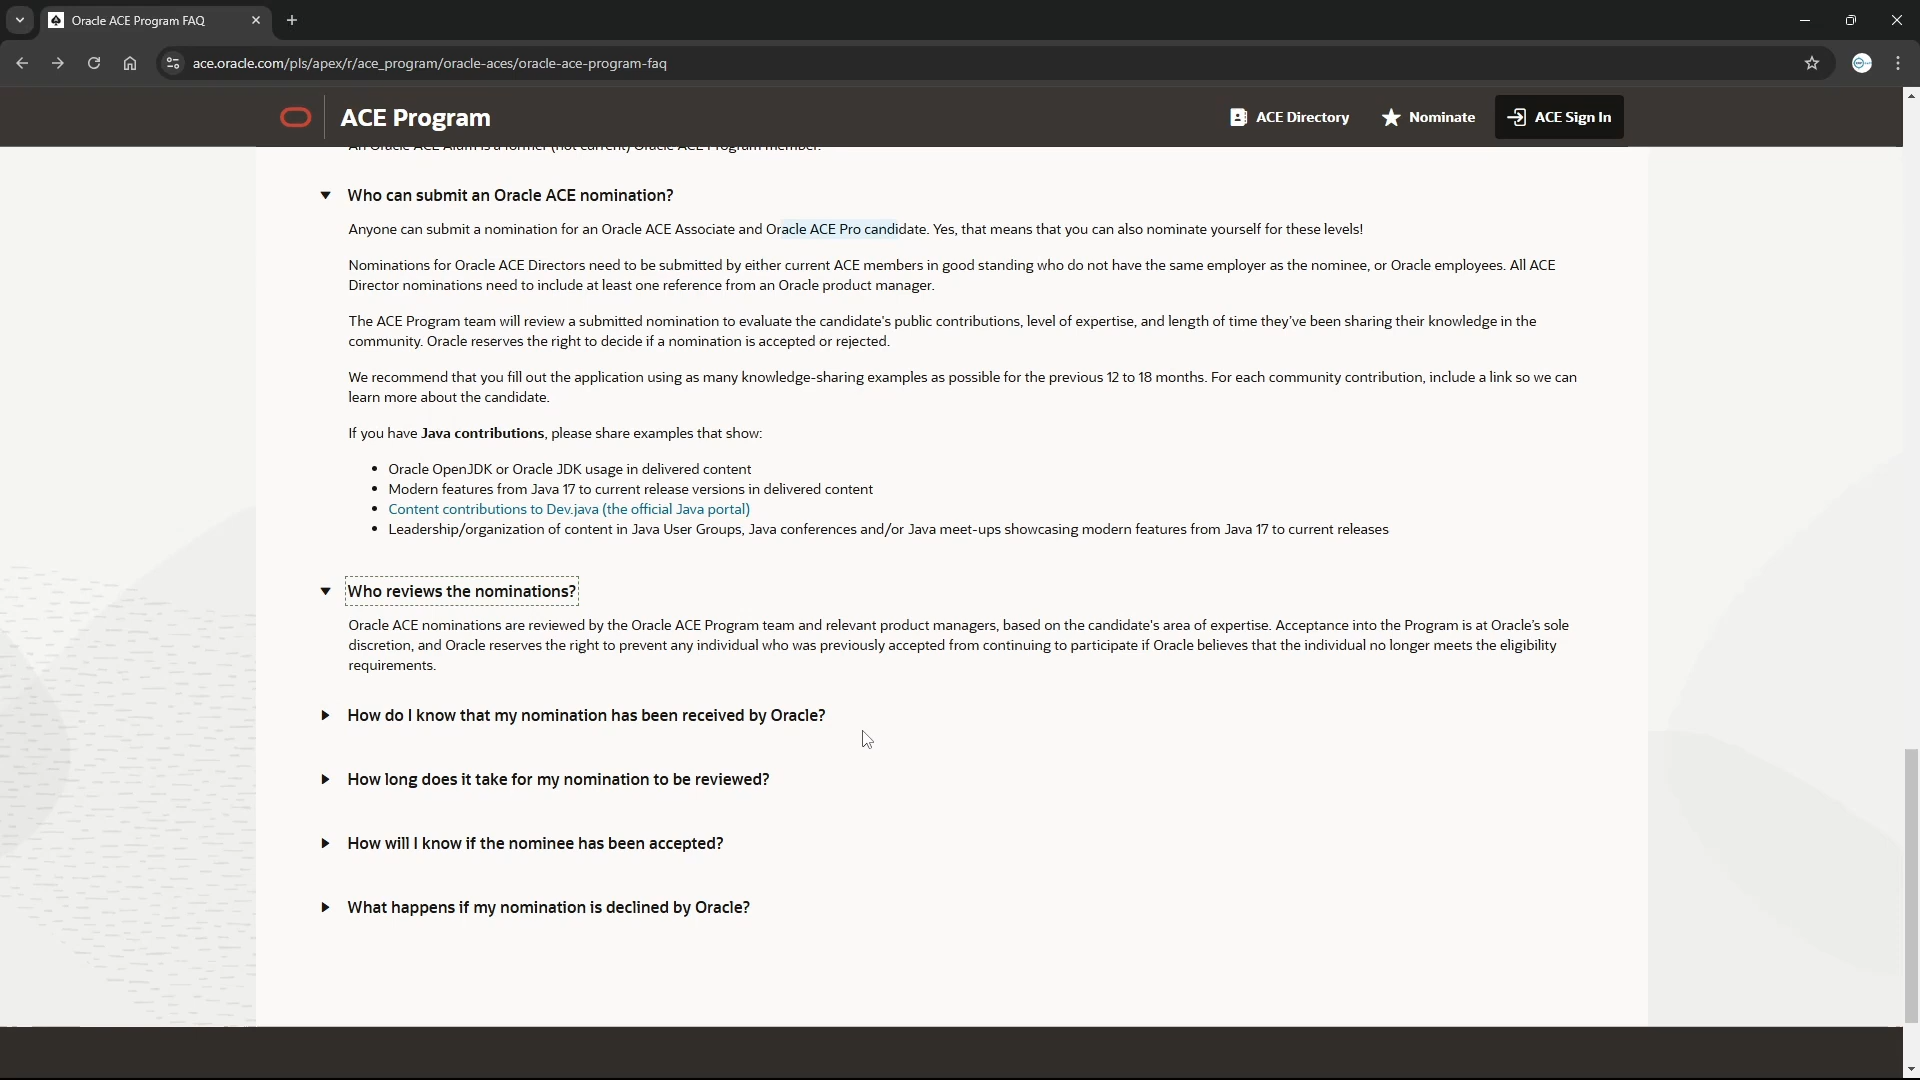 Oracle ACE Program FAQ
ace.oracle.com/pls/apex/r/ace_program/oracle-aces/oracle-ace-program-faq
ACE Program
ACE Directory
Nominate
ACE Sign In
An Oracle ACE Alum is a former (not current) Oracle ACE Program member.
Who can submit an Oracle ACE nomination?
Anyone can submit a nomination for an Oracle ACE Associate and Oracle ACE Pro candidate. Yes, that means that you can also nominate yourself for these levels!
Nominations for Oracle ACE Directors need to be submitted by either current ACE members in good standing who do not have the same employer as the nominee, or Oracle employees. All ACE
Director nominations need to include at least one reference from an Oracle product manager.
The ACE Program team will review a submitted nomination to evaluate the candidate's public contributions, level of expertise, and length of time they've been sharing their knowledge in the
community. Oracle reserves the right to decide if a nomination is accepted or rejected.
We recommend that you fill out the application using as many knowledge-sharing examples as possible for the previous 12 to 18 months. For each community contribution, include a link so we can
learn more about the candidate.
If you have Java contributions, please share examples that show:
• Oracle OpenJDK or Oracle JDK usage in delivered content
• Modern features from Java 17 to current release versions in delivered content
• Content contributions to Dev.java (the official Java portal)
• Leadership/organization of content in Java User Groups, Java conferences and/or Java meet-ups showcasing modern features from Java 17 to current releases
Who reviews the nominations?
Oracle ACE nominations are reviewed by the Oracle ACE Program team and relevant product managers, based on the candidate's area of expertise. Acceptance into the Program is at Oracle's sole
discretion, and Oracle reserves the right to prevent any individual who was previously accepted from continuing to participate if Oracle believes that the individual no longer meets the eligibility
requirements.
How do I know that my nomination has been received by Oracle?
How long does it take for my nomination to be reviewed?
How will I know if the nominee has been accepted?
What happens if my nomination is declined by Oracle?